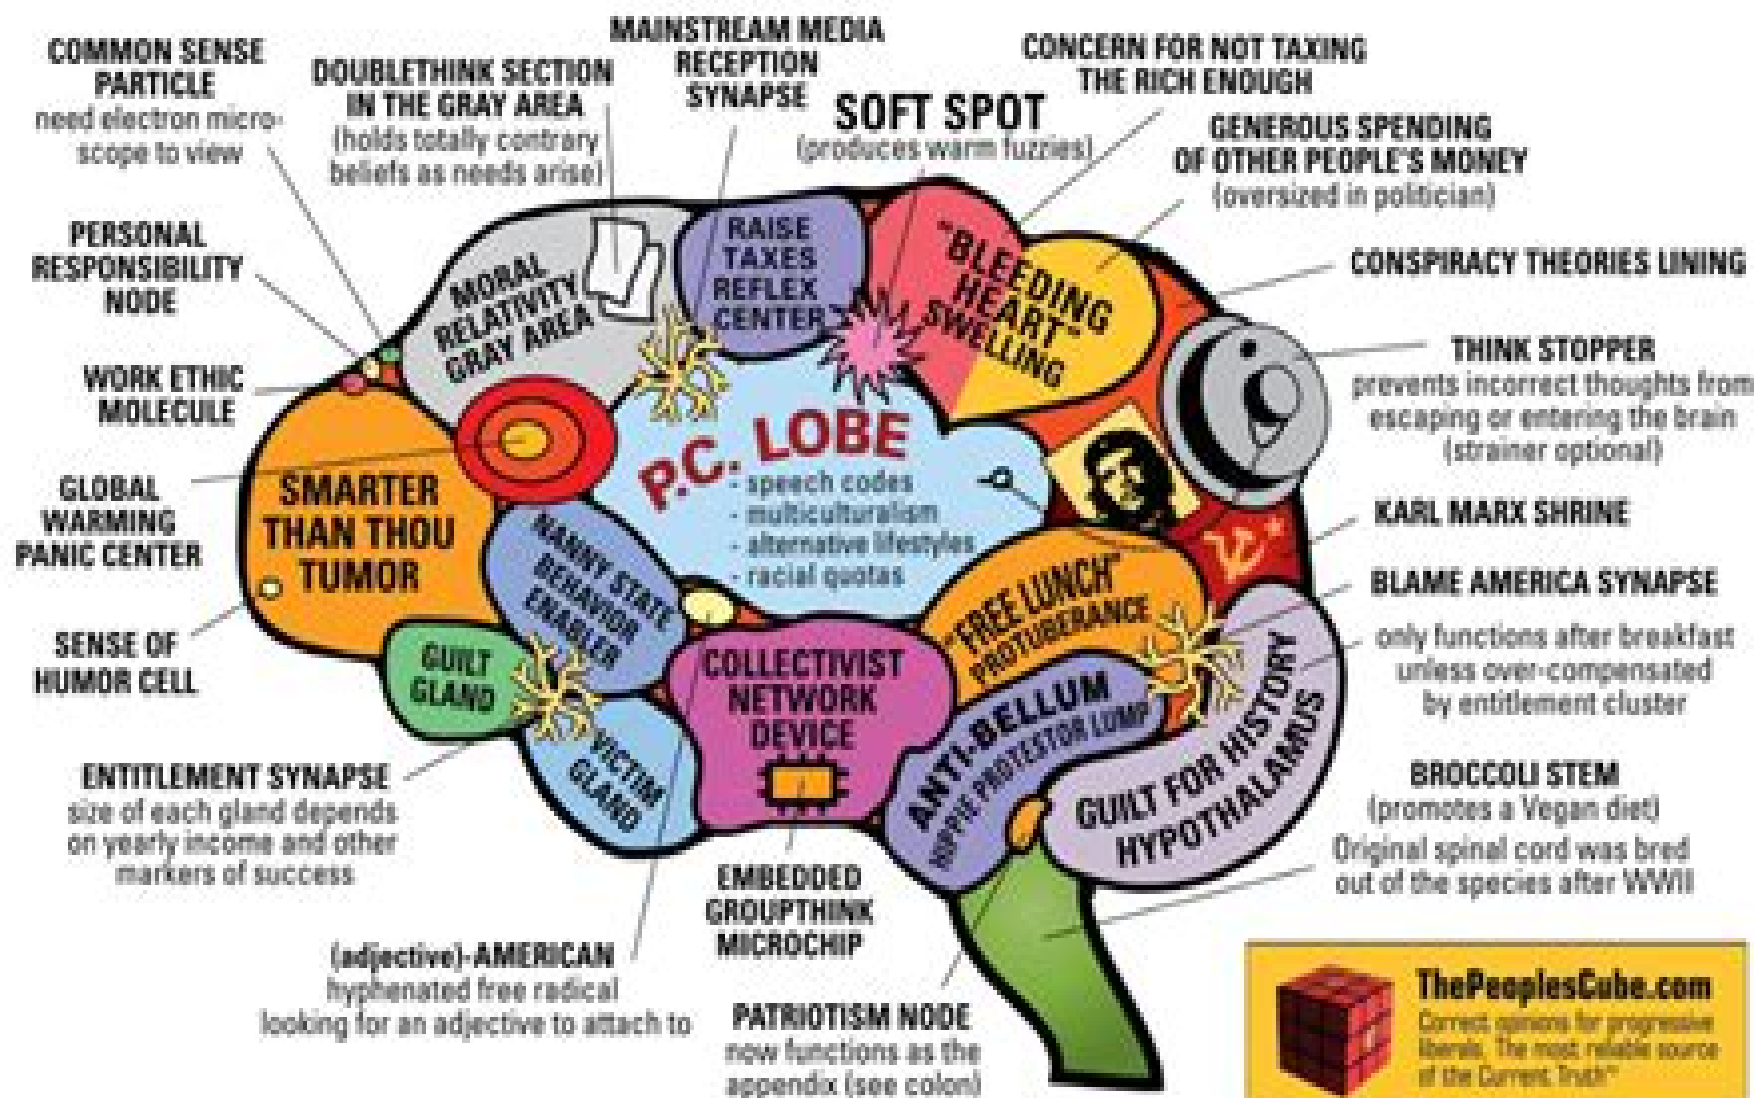 COMMON SENSE
PARTICLE
need electron micro-
scope to view
DOUBLETHINK SECTION
IN THE GRAY AREA
(holds totally contrary
beliefs as needs arise)
MAINSTREAM MEDIA
RECEPTION
SYNAPSE
SOFT SPOT
(produces warm fuzzies)
CONCERN FOR NOT TAXING
THE RICH ENOUGH
GENEROUS SPENDING
OF OTHER PEOPLE'S MONEY
(oversized in politician)
PERSONAL
RESPONSIBILITY
NODE
WORK ETHIC
MOLECULE
GLOBAL
WARMING
PANIC CENTER
SENSE OF
HUMOR CELL
MORAL
RELATIVITY
GRAY AREA
RAISE
TAXES
REFLEX
CENTER
"BLEEDING
HEART"
SWELLING
CONSPIRACY THEORIES LINING
THINK STOPPER
prevents incorrect thoughts from
escaping or entering the brain
(strainer optional)
KARL MARX SHRINE
BLAME AMERICA SYNAPSE
only functions after breakfast
unless over-compensated
by entitlement cluster
SMARTER
THAN THOU
TUMOR
P.C. LOBE
- speech codes
- multiculturalism
- alternative lifestyles
- racial quotas
NANNY STATE
BEHAVIOR
ENABLER
"FREE LUNCH"
PROTUBERANCE
GUILT
GLAND
COLLECTIVIST
NETWORK
DEVICE
VICTIM
GLAND
ANTI-BELLUM
HIPPIE PROTESTOR LUMP
GUILT FOR HISTORY
HYPOTHALAMUS
ENTITLEMENT SYNAPSE
size of each gland depends
on yearly income and other
markers of success
BROCCOLI STEM
(promotes a Vegan diet)
Original spinal cord was bred
out of the species after WWII
EMBEDDED
GROUPTHINK
MICROCHIP
(adjective)-AMERICAN
hyphenated free radical
looking for an adjective to attach to
PATRIOTISM NODE
now functions as the
appendix (see colon)
ThePeoplesCube.com
Correct opinions for progressive
liberals. The most reliable source
of the Current Truth™